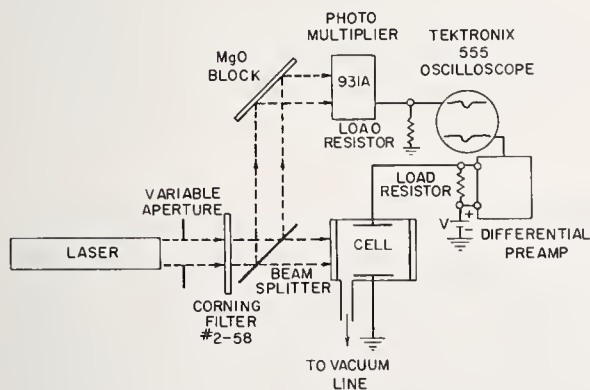 PHOTO
MULTIPLIER
TEKTRONIX
555
OSCILLOSCOPE
MgO
BLOCK
931A
LOAD
RESISTOR
VARIABLE
APERTURE
LOAD
RESISTOR
V
+
-
DIFFERENTIAL
PREAMP
LASER
CELL
BEAM
SPLITTER
CORNING
FILTER
#2-58
TO VACUUM
LINE